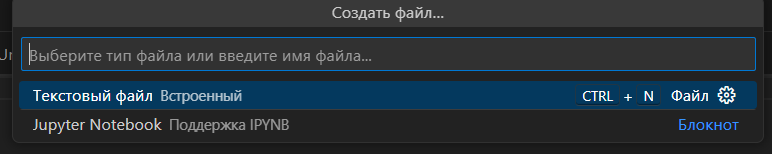 Создать файл...
Выберите тип файла или введите имя файла...
Текстовый файл Встроенный CTRL + N Файл
Jupyter Notebook Поддержка IPYNB Блокнот